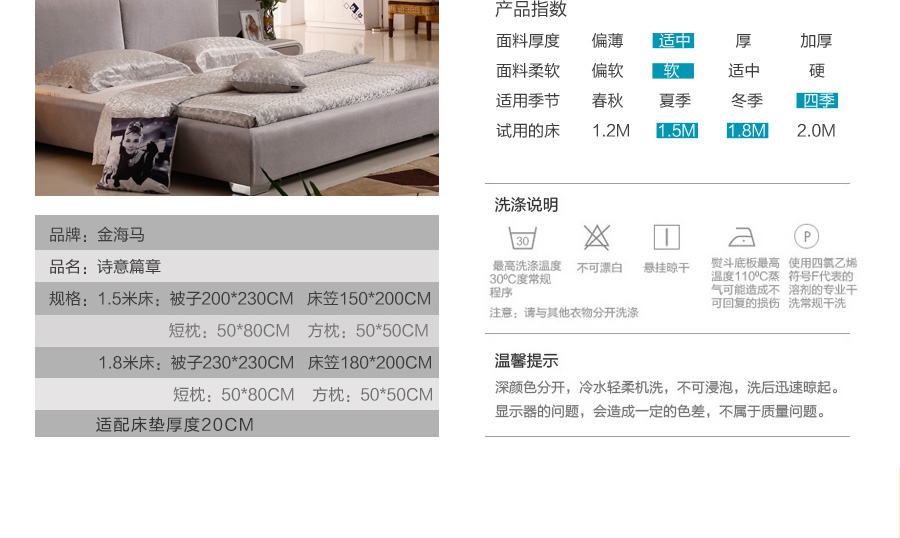 品牌：金海马
品名：诗意篇章
规格：1.5米床：被子200*230CM 床笠150*200CM
短枕：50*80CM 方枕：50*50CM
1.8米床：被子230*230CM 床笠180*200CM
短枕：50*80CM 方枕：50*50CM
适配床垫厚度20CM
产品指数
面料厚度 偏薄 适中 厚 加厚
面料柔软 偏软 软 适中 硬
适用季节 春秋 夏季 冬季 四季
试用的床 1.2M 1.5M 1.8M 2.0M
洗涤说明
30
P
最高洗涤温度
30℃度常规
程序
不可漂白
悬挂晾干
熨斗底板最高
温度110℃蒸
气可能造成不
可回复的损伤
使用四氯乙烯
符号F代表的
溶剂的专业干
洗常规干洗
注意：请与其他衣物分开洗涤
温馨提示
深颜色分开，冷水轻柔机洗，不可浸泡，洗后迅速晾起。
显示器的问题，会造成一定的色差，不属于质量问题。